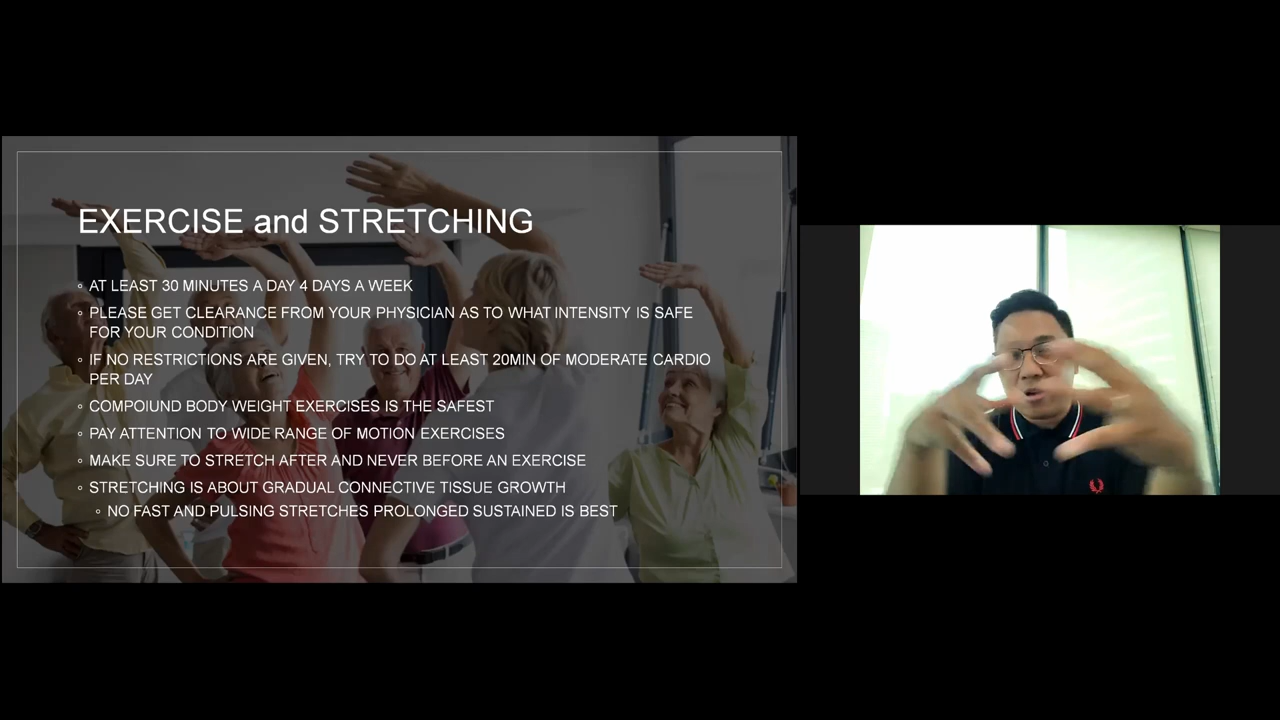 EXERCISE and STRETCHING
◦ AT LEAST 30 MINUTES A DAY 4 DAYS A WEEK
◦ PLEASE GET CLEARANCE FROM YOUR PHYSICIAN AS TO WHAT INTENSITY IS SAFE
FOR YOUR CONDITION
◦ IF NO RESTRICTIONS ARE GIVEN, TRY TO DO AT LEAST 20MIN OF MODERATE CARDIO
PER DAY
◦ COMPOIUND BODY WEIGHT EXERCISES IS THE SAFEST
◦ PAY ATTENTION TO WIDE RANGE OF MOTION EXERCISES
◦ MAKE SURE TO STRETCH AFTER AND NEVER BEFORE AN EXERCISE
◦ STRETCHING IS ABOUT GRADUAL CONNECTIVE TISSUE GROWTH
◦ NO FAST AND PULSING STRETCHES PROLONGED SUSTAINED IS BEST